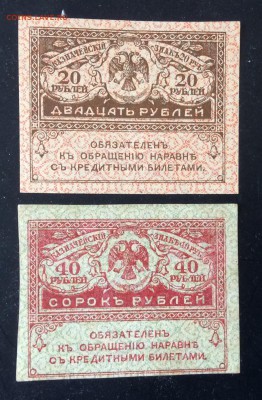 КАЗНАЧЕЙСКІЙ ЗНАКЪ
20 20
РУБЛЕЙ РУБЛЕЙ
ДВАДЦАТЬ РУБЛЕЙ
ОБЯЗАТЕЛЕНЪ
КЪ ОБРАЩЕНІЮ НАРАВНѢ
СЪ КРЕДИТНЫМИ БИЛЕТАМИ.
КАЗНАЧЕЙСКІЙ ЗНАКЪ
40 40
РУБЛЕЙ РУБЛЕЙ
СОРОКЪ РУБЛЕЙ
ОБЯЗАТЕЛЕНЪ
КЪ ОБРАЩЕНІЮ НАРАВНѢ
СЪ КРЕДИТНЫМИ БИЛЕТАМИ.